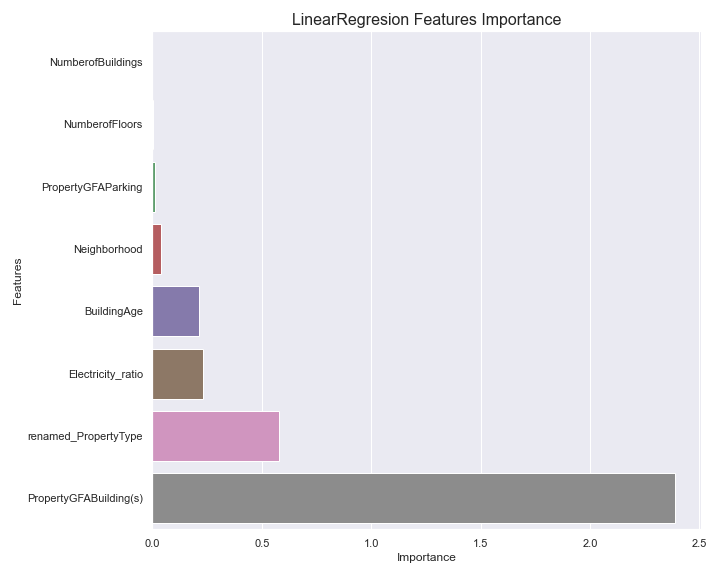 LinearRegresion Features Importance
NumberofBuildings
NumberofFloors
PropertyGFAParking
Neighborhood
BuildingAge
Electricity_ratio
renamed_PropertyType
PropertyGFABuilding(s)
Features
0.0 0.5 1.0 1.5 2.0 2.5
Importance